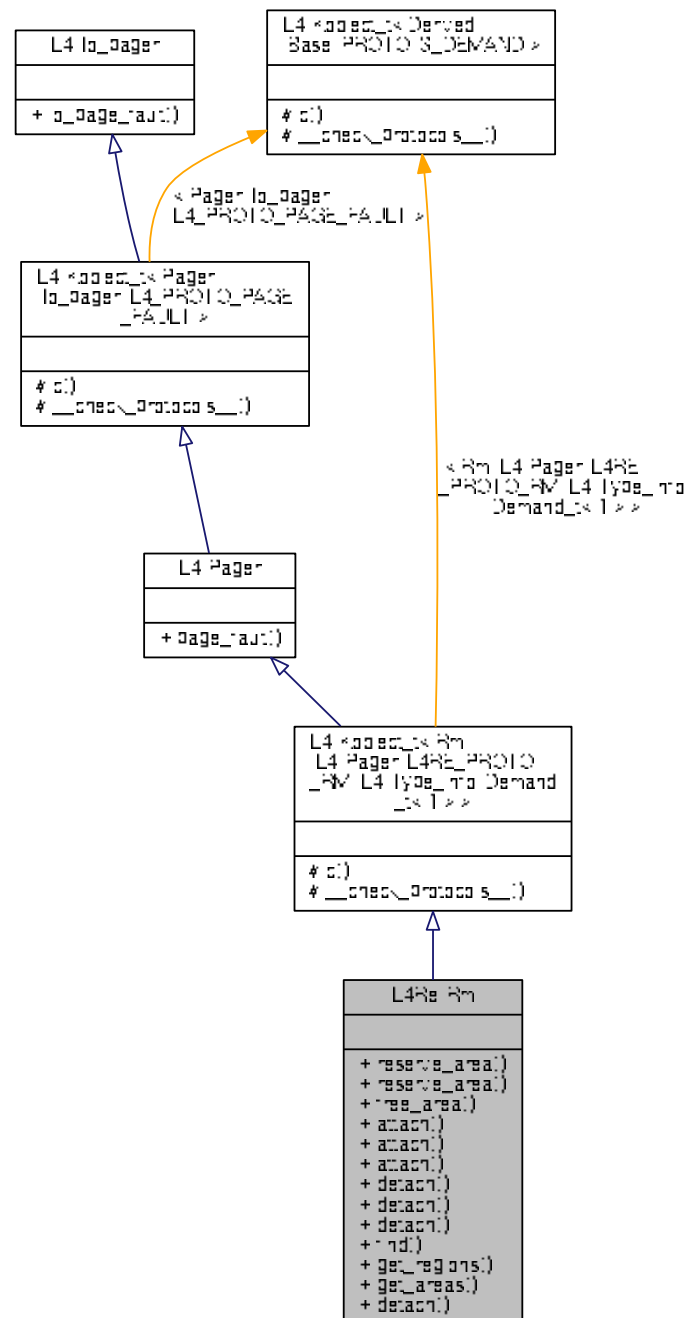 L4 Io_pager
+ io_page_fault()
L4 Kobject_t< Derived
Base PROTO S_DEMAND >
# c()
# __check_protocols__()
< Pager Io_pager
L4_PROTO_PAGE_FAULT >
L4 Kobject_t< Pager
Io_pager L4_PROTO_PAGE
_FAULT >
# c()
# __check_protocols__()
< Rm L4 Pager L4RE
_PROTO_RM L4 Type_info
Demand_t< 1 > >
L4 Pager
+ page_fault()
L4 Kobject_t< Rm
L4 Pager L4RE_PROTO
_RM L4 Type_info Demand
_t< 1 > >
# c()
# __check_protocols__()
L4Re Rm
+ reserve_area()
+ reserve_area()
+ free_area()
+ attach()
+ attach()
+ attach()
+ detach()
+ detach()
+ detach()
+ find()
+ get_regions()
+ get_areas()
+ detach()